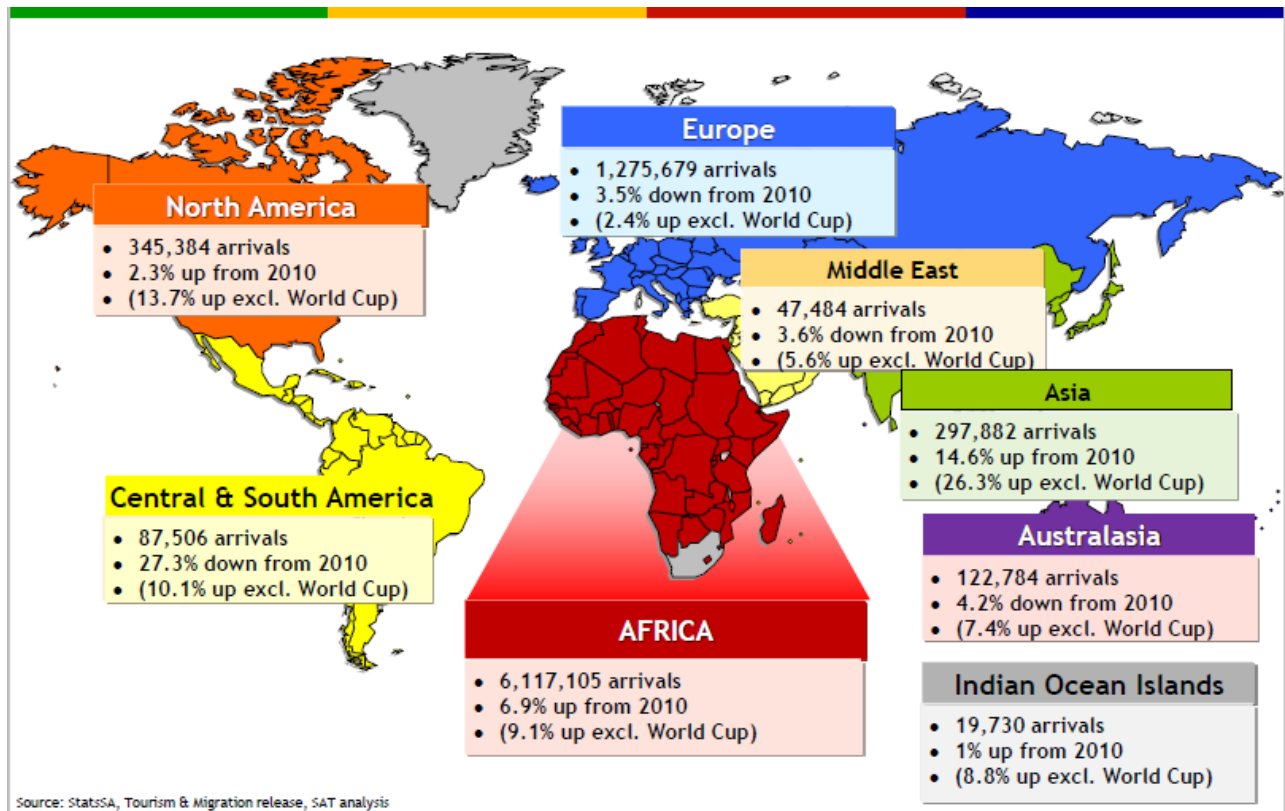 Europe
• 1,275,679 arrivals
• 3.5% down from 2010
• (2.4% up excl. World Cup)
North America
• 345,384 arrivals
• 2.3% up from 2010
• (13.7% up excl. World Cup)
Middle East
• 47,484 arrivals
• 3.6% down from 2010
• (5.6% up excl. World Cup)
Asia
• 297,882 arrivals
• 14.6% up from 2010
• (26.3% up excl. World Cup)
Central & South America
• 87,506 arrivals
• 27.3% down from 2010
• (10.1% up excl. World Cup)
Australasia
• 122,784 arrivals
• 4.2% down from 2010
• (7.4% up excl. World Cup)
AFRICA
• 6,117,105 arrivals
• 6.9% up from 2010
• (9.1% up excl. World Cup)
Indian Ocean Islands
• 19,730 arrivals
• 1% up from 2010
• (8.8% up excl. World Cup)
Source: StatsSA, Tourism & Migration release, SAT analysis